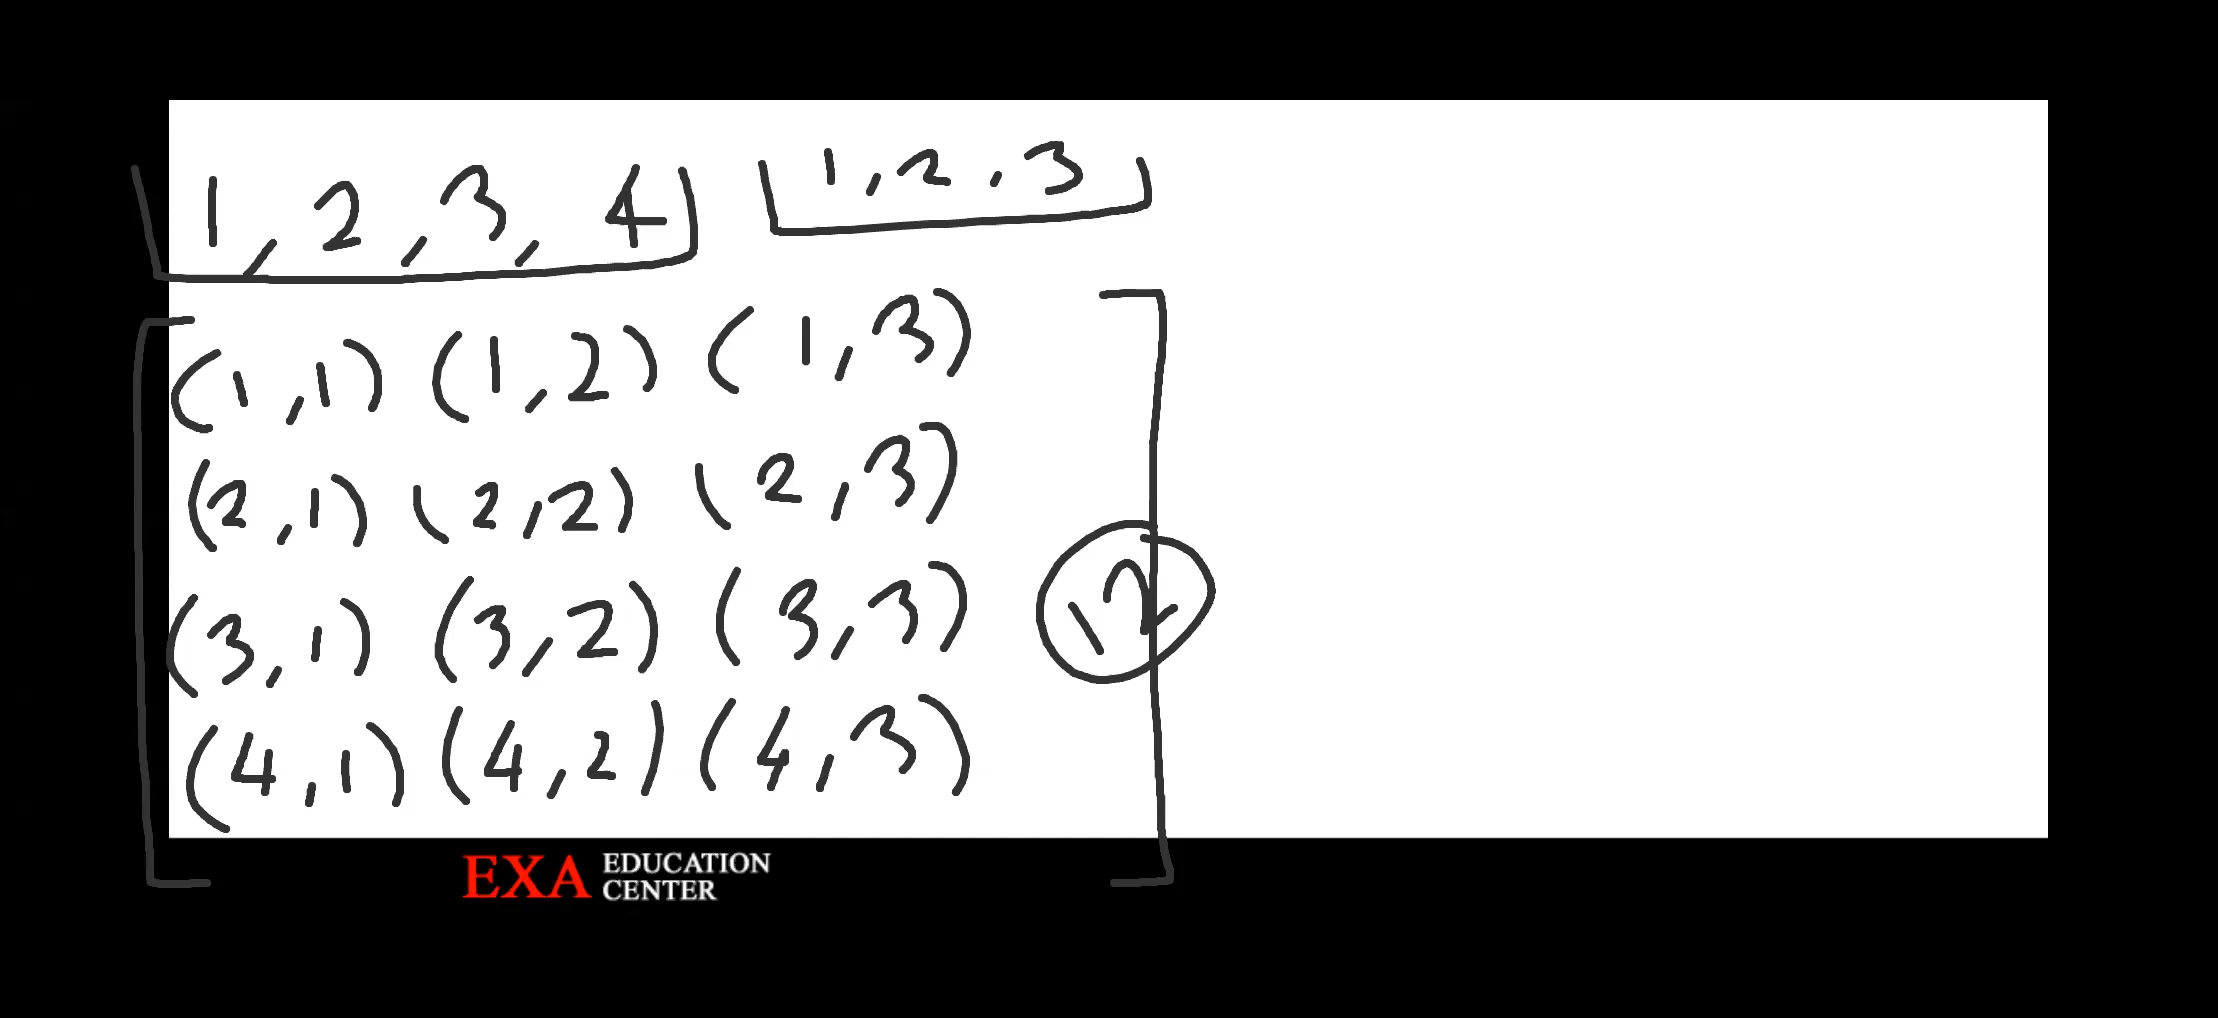 1, 2, 3, 4 1, 2, 3
(1,1) (1,2) (1,3)
(2,1) (2,2) (2,3)
(3,1) (3,2) (3,3)
12
(4,1) (4,2) (4,3)
EXA EDUCATION
CENTER